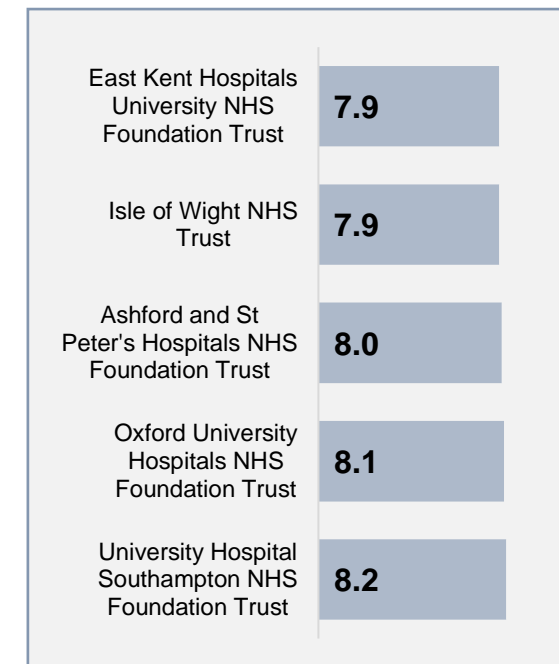 East Kent Hospitals
University NHS
Foundation Trust
7.9
Isle of Wight NHS
Trust
7.9
Ashford and St
Peter's Hospitals NHS
Foundation Trust
8.0
Oxford University
Hospitals NHS
Foundation Trust
8.1
University Hospital
Southampton NHS
Foundation Trust
8.2